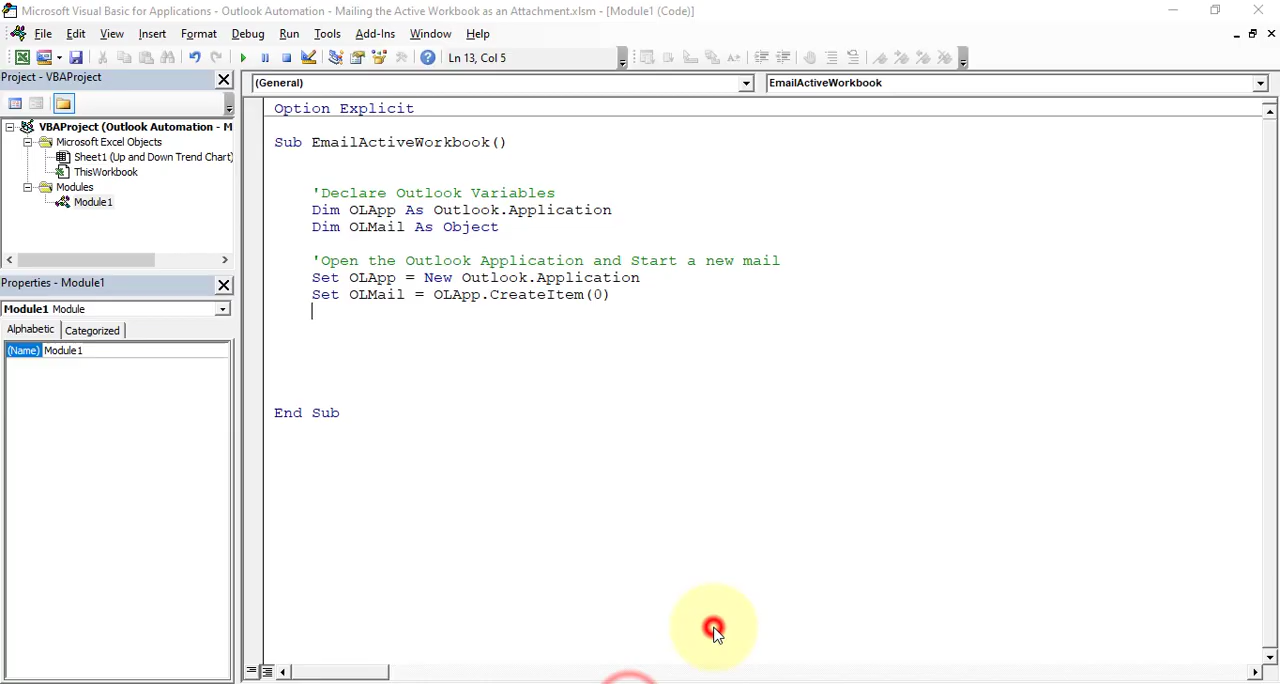 Microsoft Visual Basic for Applications - Outlook Automation - Mailing the Active Workbook as an Attachment.xlsm - [Module1 (Code)]
File Edit View Insert Format Debug Run Tools Add-Ins Window Help
Ln 13, Col 5
Project - VBAProject
(General) EmailActiveWorkbook
VBAProject (Outlook Automation - M
Microsoft Excel Objects
Sheet1 (Up and Down Trend Chart)
ThisWorkbook
Modules
Module1
Properties - Module1
Module1 Module
Alphabetic Categorized
(Name) Module1
Option Explicit
Sub EmailActiveWorkbook()
'Declare Outlook Variables
Dim OLApp As Outlook.Application
Dim OLMail As Object
'Open the Outlook Application and Start a new mail
Set OLApp = New Outlook.Application
Set OLMail = OLApp.CreateItem(0)
End Sub